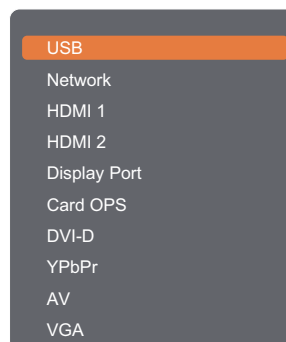 USB
Network
HDMI 1
HDMI 2
Display Port
Card OPS
DVI-D
YPbPr
AV
VGA